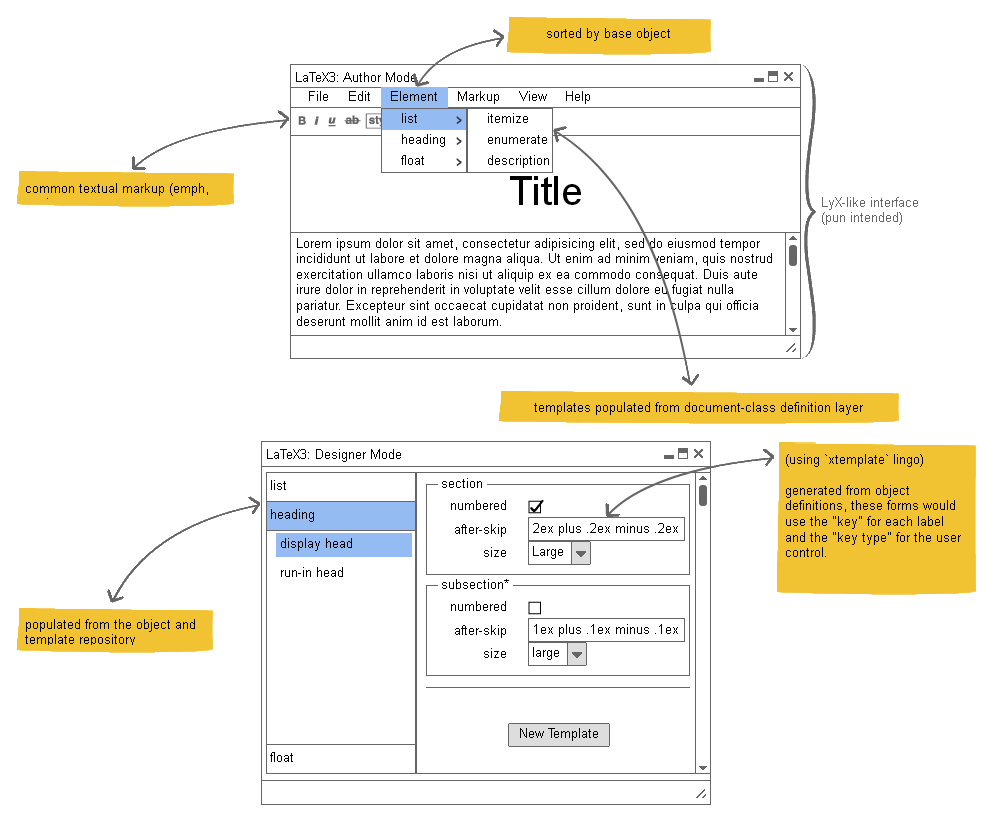 sorted by base object
LaTeX3: Author Mode
File Edit Element Markup View Help
B i u ab sty
list > itemize
heading > enumerate
float > description
common textual markup (emph,
Title
LyX-like interface
(pun intended)
Lorem ipsum dolor sit amet, consectetur adipisicing elit, sed do eiusmod tempor
incididunt ut labore et dolore magna aliqua. Ut enim ad minim veniam, quis nostrud
exercitation ullamco laboris nisi ut aliquip ex ea commodo consequat. Duis aute
irure dolor in reprehenderit in voluptate velit esse cillum dolore eu fugiat nulla
pariatur. Excepteur sint occaecat cupidatat non proident, sunt in culpa qui officia
deserunt mollit anim id est laborum.
templates populated from document-class definition layer
LaTeX3: Designer Mode
list
heading
display head
run-in head
float
section
numbered
after-skip 2ex plus .2ex minus .2ex
size Large
subsection*
numbered
after-skip 1ex plus .1ex minus .1ex
size large
New Template
(using `xtemplate` lingo)
generated from object
definitions, these forms would
use the "key" for each label
and the "key type" for the user
control.
populated from the object and
template repository